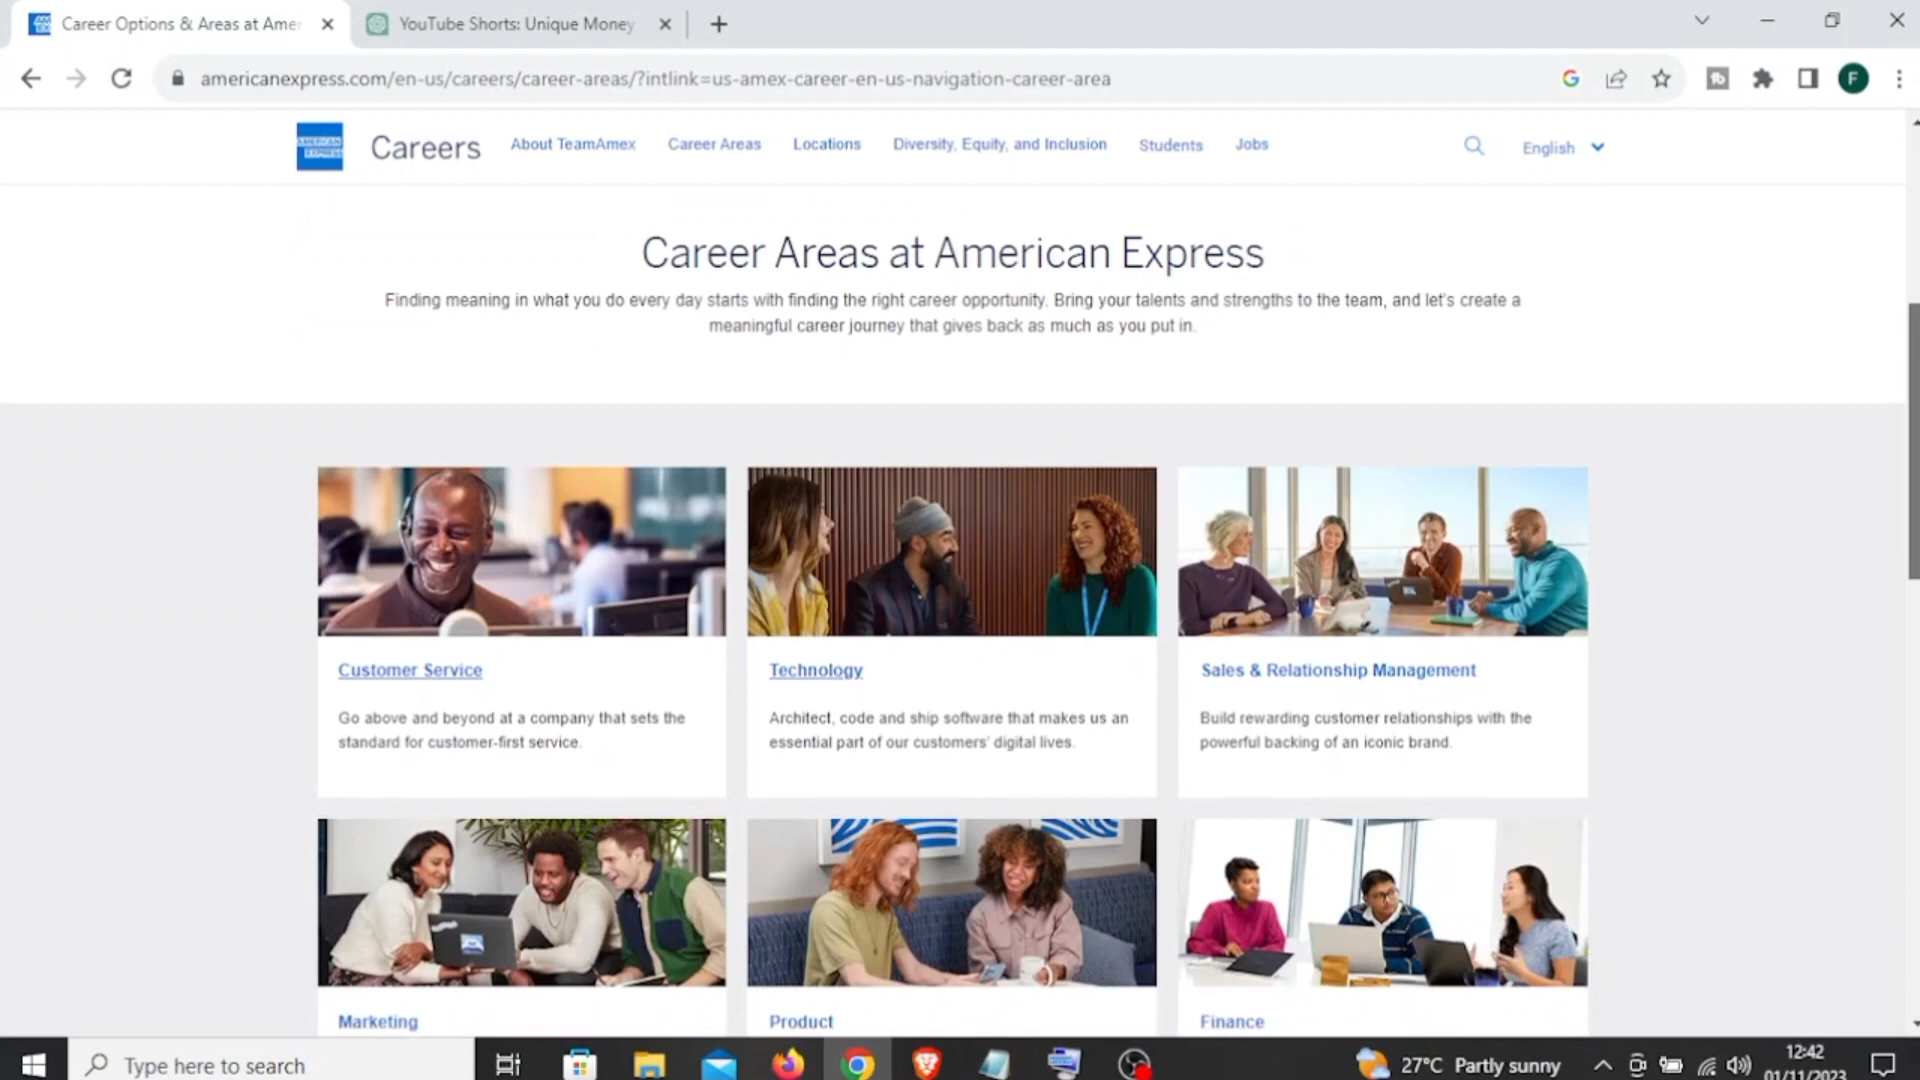 Career Options & Areas at Amer
YouTube Shorts: Unique Money
americanexpress.com/en-us/careers/career-areas/?intlink=us-amex-career-en-us-navigation-career-area
F
AMERICAN
EXPRESS
Careers
About TeamAmex
Career Areas
Locations
Diversity, Equity, and Inclusion
Students
Jobs
English
Career Areas at American Express
Finding meaning in what you do every day starts with finding the right career opportunity. Bring your talents and strengths to the team, and let's create a
meaningful career journey that gives back as much as you put in.
Customer Service
Go above and beyond at a company that sets the
standard for customer-first service.
Technology
Architect, code and ship software that makes us an
essential part of our customers' digital lives.
Sales & Relationship Management
Build rewarding customer relationships with the
powerful backing of an iconic brand.
Marketing
Product
Finance
Type here to search
27°C Partly sunny
12:42
01/11/2023